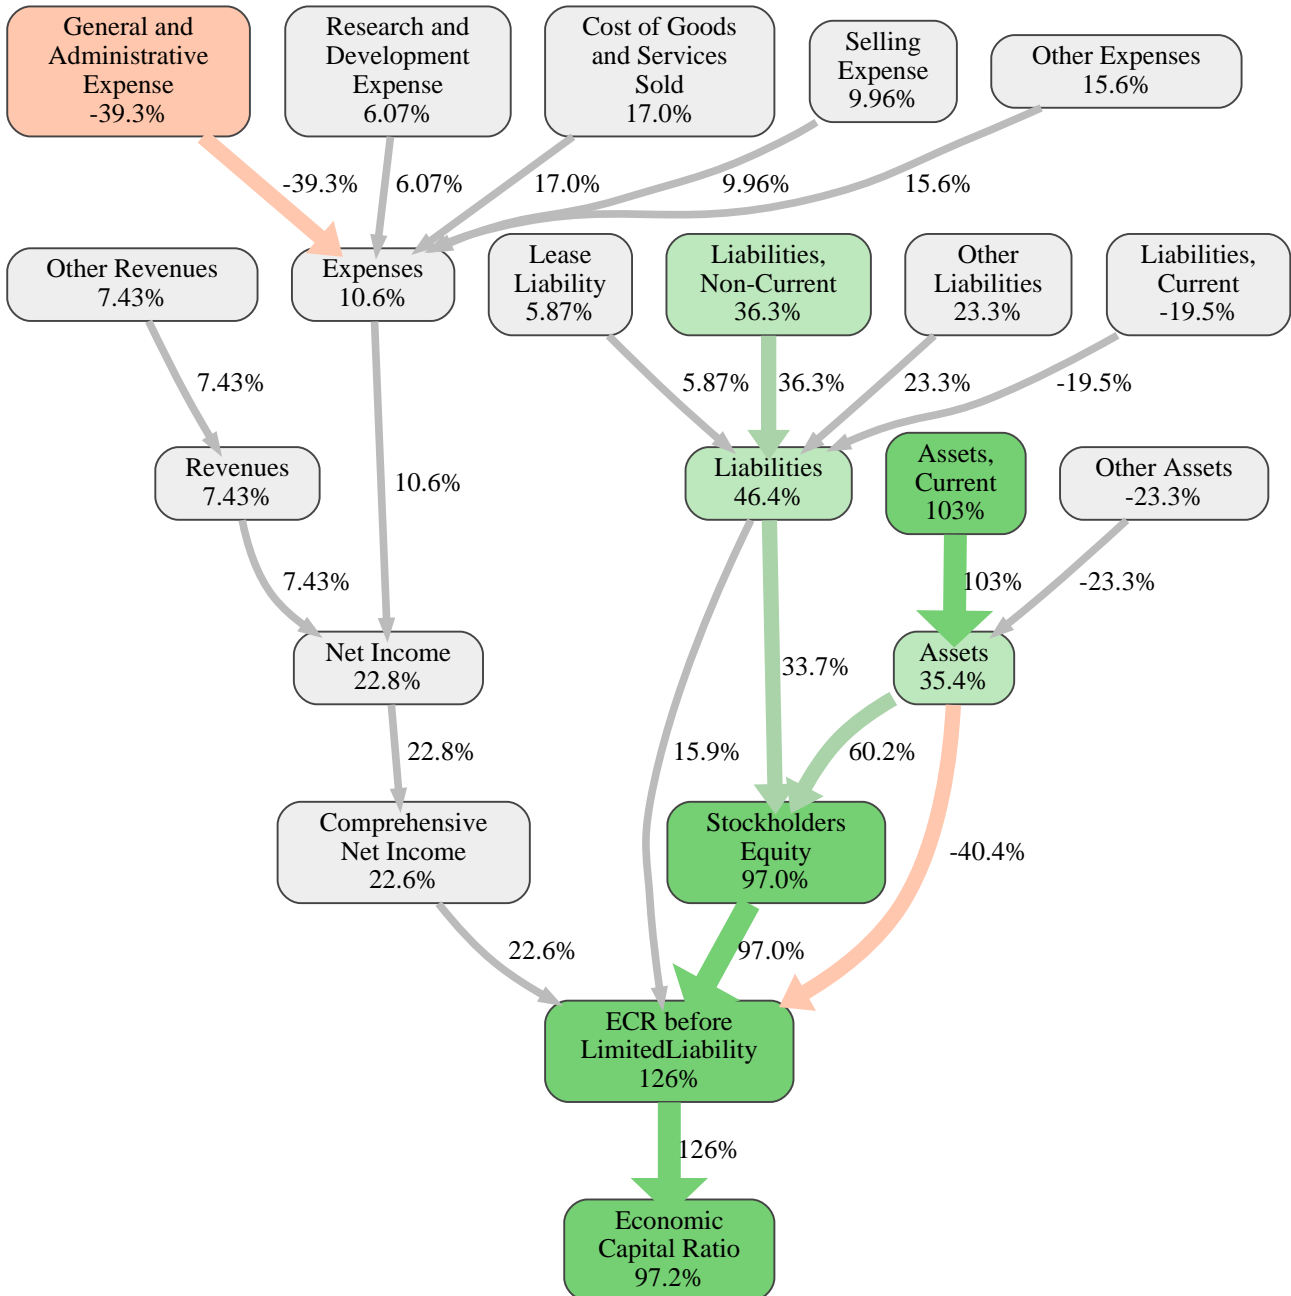 General and
Administrative
Expense
-39.3%
Research and
Development
Expense
6.07%
Cost of Goods
and Services
Sold
17.0%
Selling
Expense
9.96%
Other Expenses
15.6%
-39.3%
6.07%
17.0%
9.96%
15.6%
Other Revenues
7.43%
Expenses
10.6%
Lease
Liability
5.87%
Liabilities,
Non-Current
36.3%
Other
Liabilities
23.3%
Liabilities,
Current
-19.5%
7.43%
5.87%
36.3%
23.3%
-19.5%
Revenues
7.43%
10.6%
Liabilities
46.4%
Assets,
Current
103%
Other Assets
-23.3%
7.43%
103%
-23.3%
Net Income
22.8%
33.7%
Assets
35.4%
22.8%
15.9%
60.2%
Comprehensive
Net Income
22.6%
Stockholders
Equity
97.0%
-40.4%
22.6%
97.0%
ECR before
LimitedLiability
126%
126%
Economic
Capital Ratio
97.2%